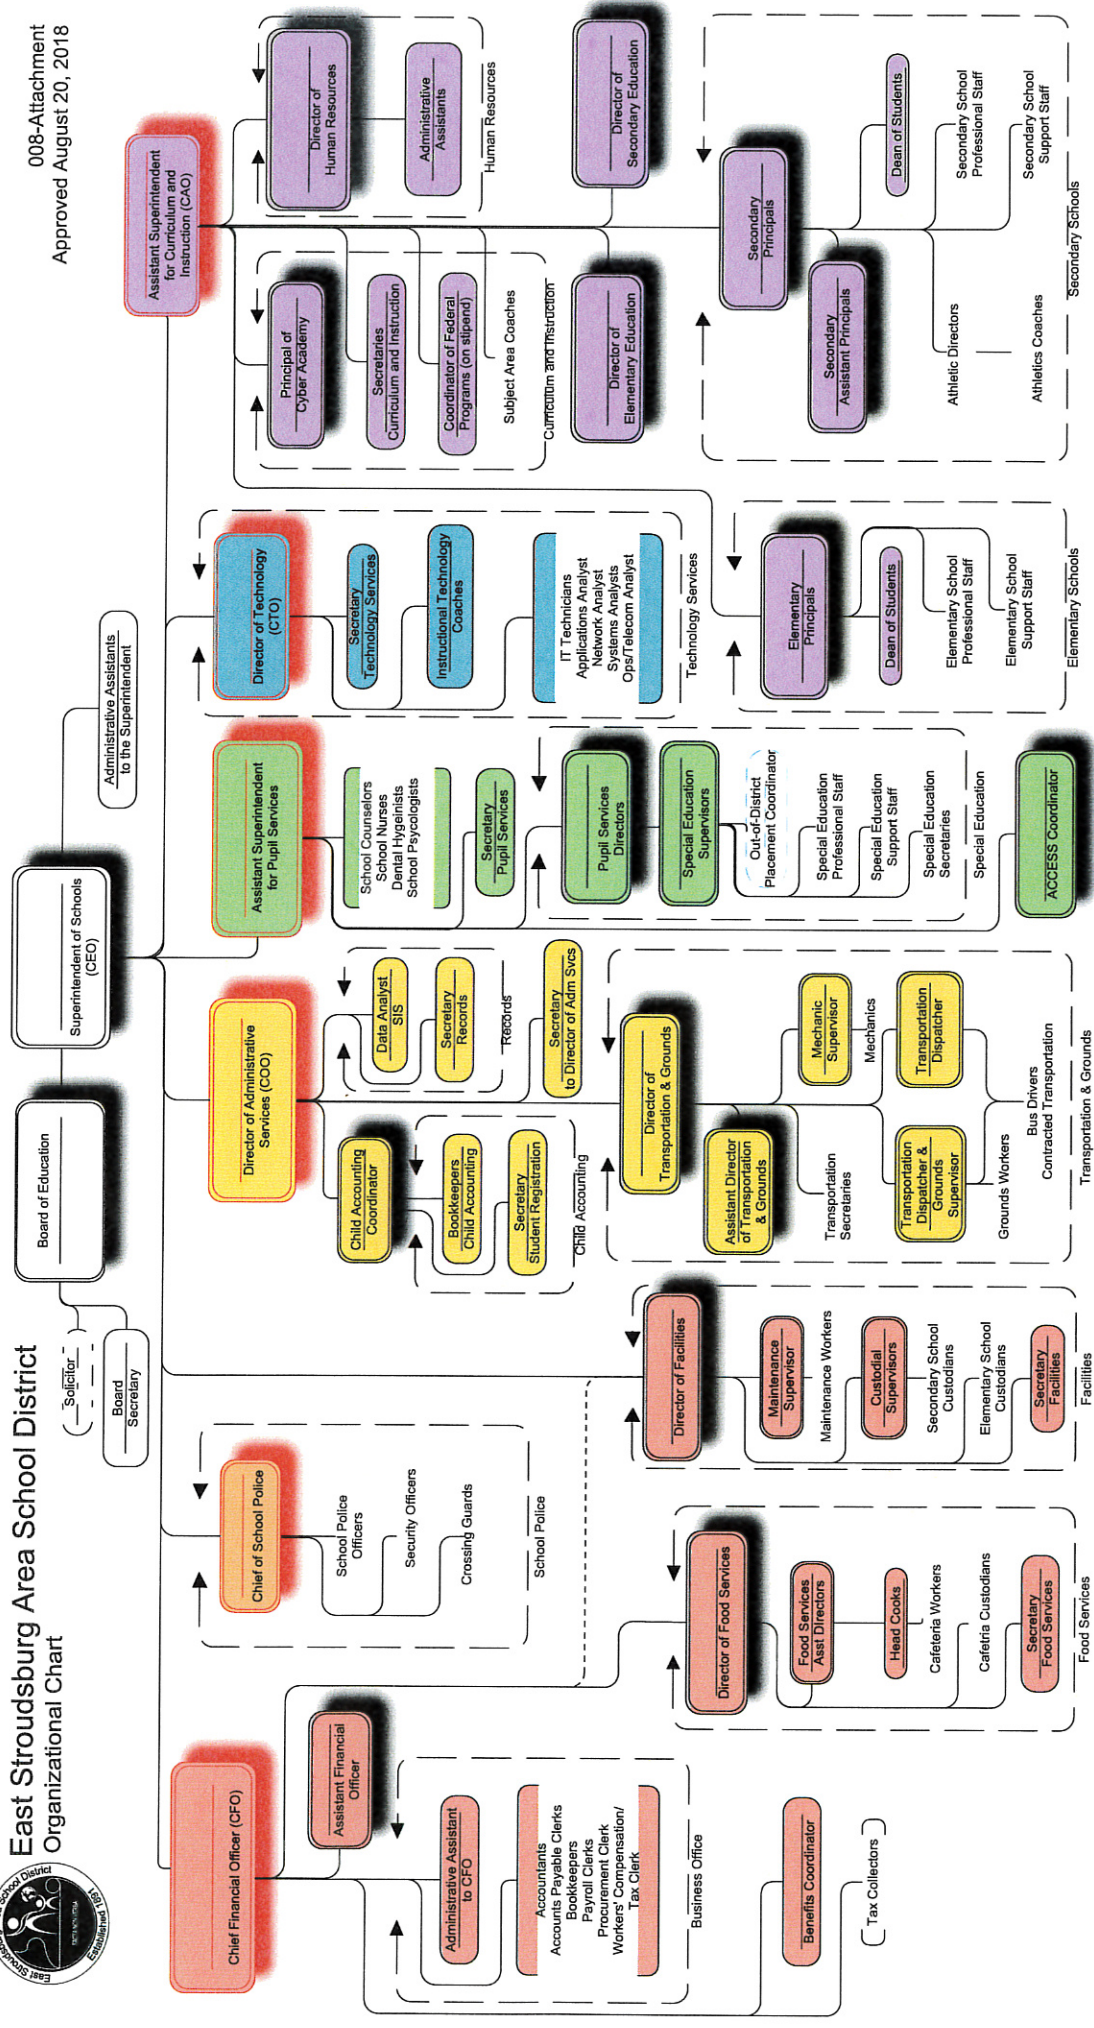 008-Attachment
Approved August 20, 2018
East Stroudsburg Area School District
Organizational Chart
East Stroudsburg Area School District
Established 1891
Board of Education
Solicitor
Board
Secretary
Superintendent of Schools
(CEO)
Administrative Assistants
to the Superintendent
Chief Financial Officer (CFO)
Assistant Financial
Officer
Administrative Assistant
to CFO
Accountants
Accounts Payable Clerks
Bookkeepers
Payroll Clerks
Procurement Clerk
Workers' Compensation/
Tax Clerk
Business Office
Benefits Coordinator
Tax Collectors
Director of Food Services
Food Services
Asst Directors
Head Cooks
Cafeteria Workers
Cafetria Custodians
Secretary
Food Services
Food Services
Chief of School Police
School Police
Officers
Security Officers
Crossing Guards
School Police
Director of Facilities
Maintenance
Supervisor
Maintenance Workers
Custodial
Supervisors
Secondary School
Custodians
Elementary School
Custodians
Secretary
Facilities
Facilities
Director of Administrative
Services (COO)
Child Accounting
Coordinator
Bookkeepers
Child Accounting
Secretary
Student Registration
Child Accounting
Data Analyst
SIS
Secretary
Records
Records
Secretary
to Director of Adm Svcs
Director of
Transportation & Grounds
Assistant Director
of Transportation
& Grounds
Transportation
Secretaries
Mechanic
Supervisor
Mechanics
Transportation
Dispatcher &
Grounds
Supervisor
Transportation
Dispatcher
Grounds Workers
Bus Drivers
Contracted Transportation
Transportation & Grounds
Assistant Superintendent
for Pupil Services
School Counselors
School Nurses
Dental Hygeinists
School Psycologists
Secretary
Pupil Services
Pupil Services
Directors
Special Education
Supervisors
Out-of-District
Placement Coordinator
Special Education
Professional Staff
Special Education
Support Staff
Special Education
Secretaries
Special Education
ACCESS Coordinator
Director of Technology
(CTO)
Secretary
Technology Services
Instructional Technology
Coaches
IT Technicians
Applications Analyst
Network Analyst
Systems Analysts
Ops/Telecom Analyst
Technology Services
Assistant Superintendent
for Curriculum and
Instruction (CAO)
Principal of
Cyber Academy
Secretaries
Curriculum and Instruction
Coordinator of Federal
Programs (on stipend)
Subject Area Coaches
Curriculum and Instruction
Director of
Human Resources
Administrative
Assistants
Human Resources
Director of
Elementary Education
Director of
Secondary Education
Elementary
Principals
Dean of Students
Elementary School
Professional Staff
Elementary School
Support Staff
Elementary Schools
Secondary
Principals
Secondary
Assistant Principals
Dean of Students
Athletic Directors
Secondary School
Professional Staff
Athletics Coaches
Secondary School
Support Staff
Secondary Schools